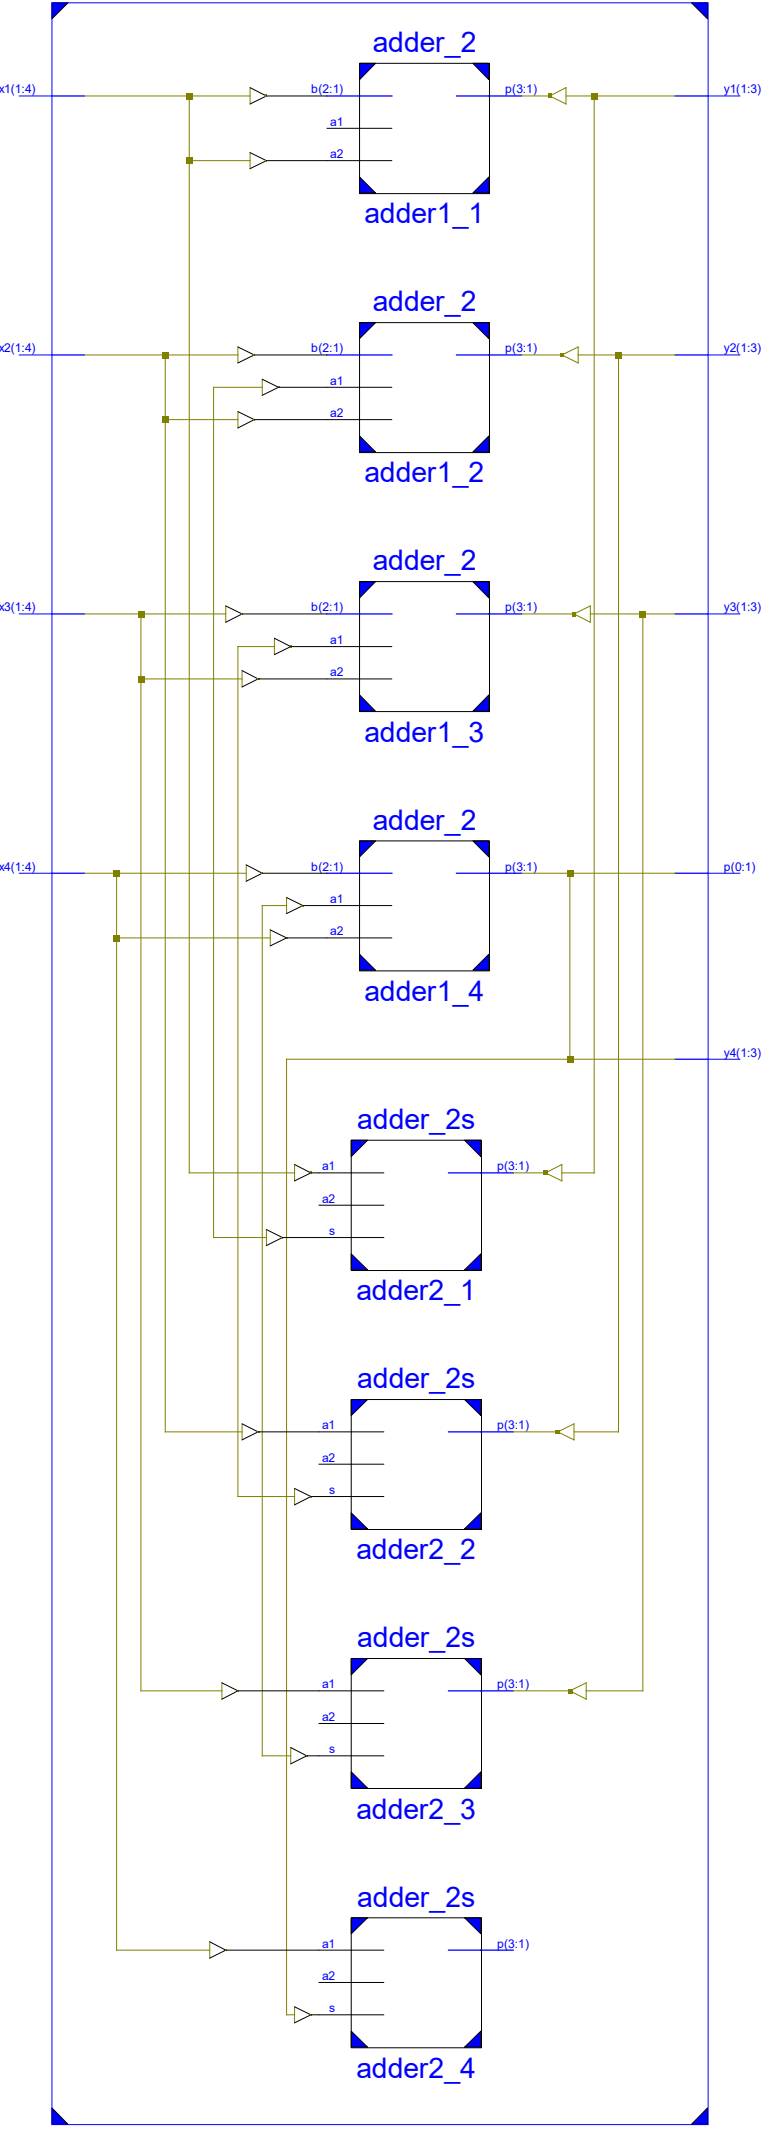 adder_2
x1(1:4) b(2:1) p(3:1) y1(1:3)
a1
a2
adder1_1
adder_2
x2(1:4) b(2:1) p(3:1) y2(1:3)
a1
a2
adder1_2
adder_2
x3(1:4) b(2:1) p(3:1) y3(1:3)
a1
a2
adder1_3
adder_2
x4(1:4) b(2:1) p(3:1) p(0:1)
a1
a2
adder1_4
y4(1:3)
adder_2s
a1 p(3:1)
a2
s
adder2_1
adder_2s
a1 p(3:1)
a2
s
adder2_2
adder_2s
a1 p(3:1)
a2
s
adder2_3
adder_2s
a1 p(3:1)
a2
s
adder2_4